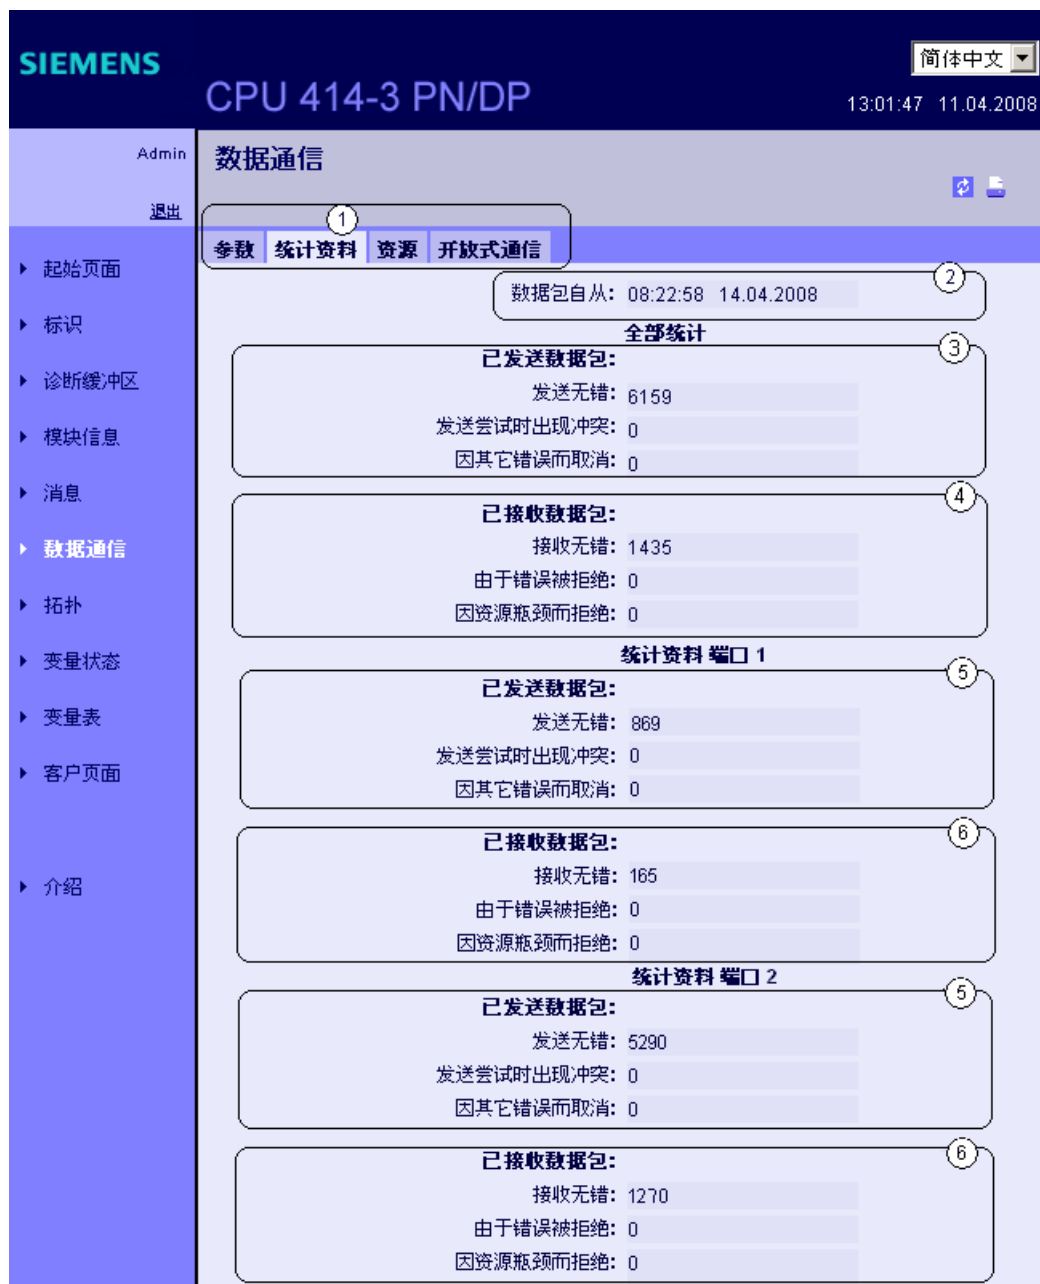 SIEMENS
简体中文
CPU 414-3 PN/DP
13:01:47 11.04.2008
Admin
数据通信
退出
1
参数 统计资料 资源 开放式通信
起始页面
标识
诊断缓冲区
模块信息
消息
数据通信
拓扑
变量状态
变量表
客户页面
介绍
2
数据包自从: 08:22:58 14.04.2008
全部统计
3
已发送数据包:
发送无错: 6159
发送尝试时出现冲突: 0
因其它错误而取消: 0
4
已接收数据包:
接收无错: 1435
由于错误被拒绝: 0
因资源瓶颈而拒绝: 0
统计资料 端口 1
5
已发送数据包:
发送无错: 869
发送尝试时出现冲突: 0
因其它错误而取消: 0
6
已接收数据包:
接收无错: 165
由于错误被拒绝: 0
因资源瓶颈而拒绝: 0
统计资料 端口 2
5
已发送数据包:
发送无错: 5290
发送尝试时出现冲突: 0
因其它错误而取消: 0
6
已接收数据包:
接收无错: 1270
由于错误被拒绝: 0
因资源瓶颈而拒绝: 0